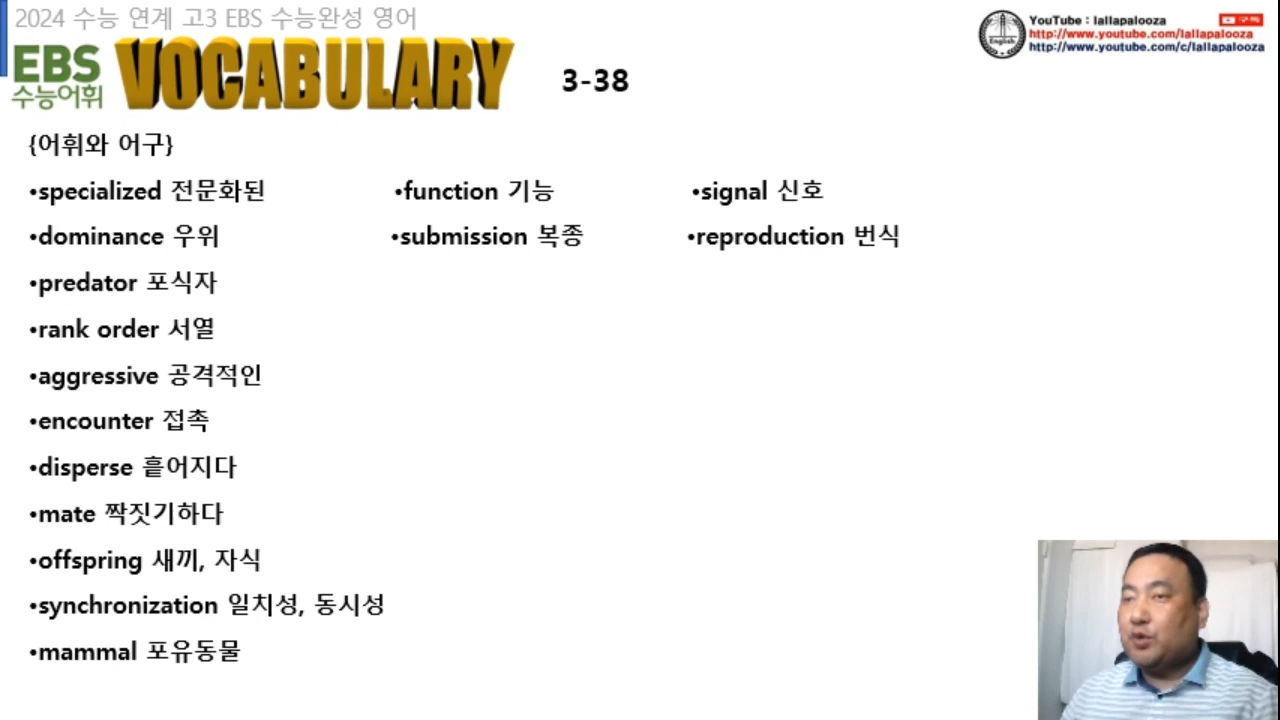 2024 수능 연계 고3 EBS 수능완성 영어
EBS
수능어휘
VOCABULARY
3-38
YouTube : lallapalooza
구독
http://www.youtube.com/lallapalooza
http://www.youtube.com/c/lallapalooza
English
{어휘와 어구}
•specialized 전문화된 •function 기능 •signal 신호
•dominance 우위 •submission 복종 •reproduction 번식
•predator 포식자
•rank order 서열
•aggressive 공격적인
•encounter 접촉
•disperse 흩어지다
•mate 짝짓기하다
•offspring 새끼, 자식
•synchronization 일치성, 동시성
•mammal 포유동물